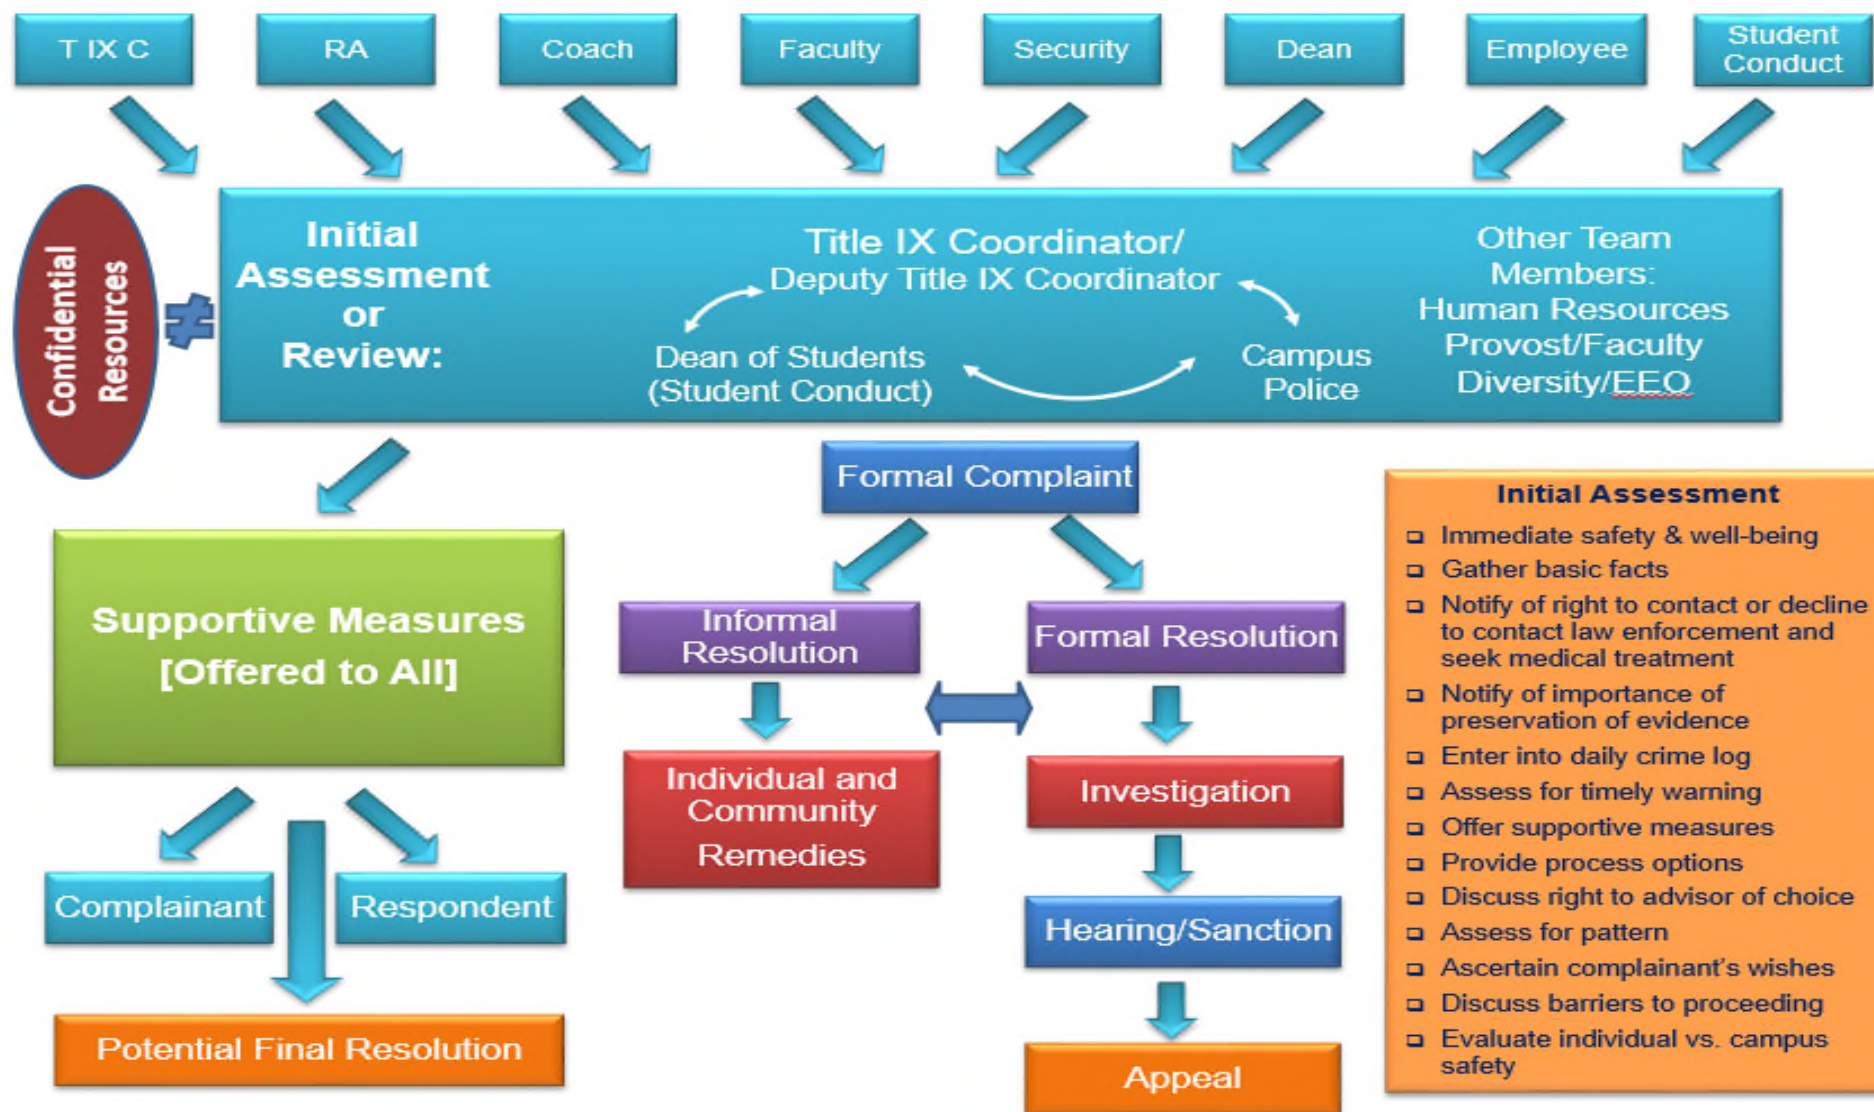 T IX C
RA
Coach
Faculty
Security
Dean
Employee
Student
Conduct
Confidential
Resources
Initial
Assessment
or
Review:
Title IX Coordinator/
Deputy Title IX Coordinator
Dean of Students
(Student Conduct)
Campus
Police
Other Team
Members:
Human Resources
Provost/Faculty
Diversity/EEO
Supportive Measures
[Offered to All]
Complainant
Respondent
Potential Final Resolution
Formal Complaint
Informal
Resolution
Formal Resolution
Individual and
Community
Remedies
Investigation
Hearing/Sanction
Appeal
Initial Assessment
Immediate safety & well-being
Gather basic facts
Notify of right to contact or decline
to contact law enforcement and
seek medical treatment
Notify of importance of
preservation of evidence
Enter into daily crime log
Assess for timely warning
Offer supportive measures
Provide process options
Discuss right to advisor of choice
Assess for pattern
Ascertain complainant's wishes
Discuss barriers to proceeding
Evaluate individual vs. campus
safety